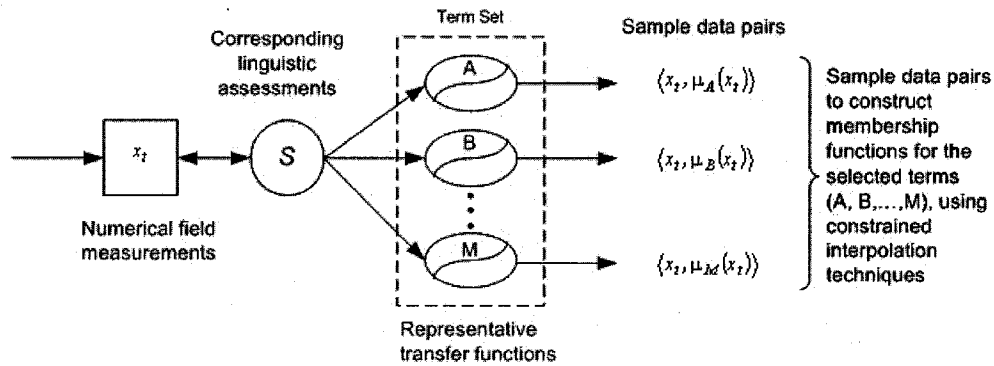 Term Set
Sample data pairs
Corresponding
linguistic
assessments
A
⟨x_t, μ_A(x_t)⟩
Sample data pairs
to construct
membership
functions for the
selected terms
(A, B,...,M), using
constrained
interpolation
techniques
x_t
S
B
⟨x_t, μ_B(x_t)⟩
Numerical field
measurements
M
⟨x_t, μ_M(x_t)⟩
Representative
transfer functions